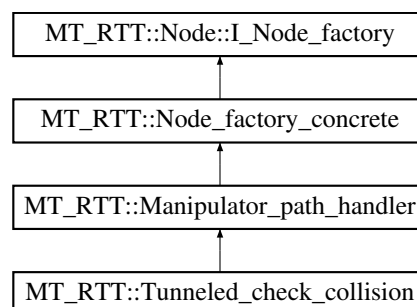 MT_RTT::Node::I_Node_factory
MT_RTT::Node_factory_concrete
MT_RTT::Manipulator_path_handler
MT_RTT::Tunneled_check_collision